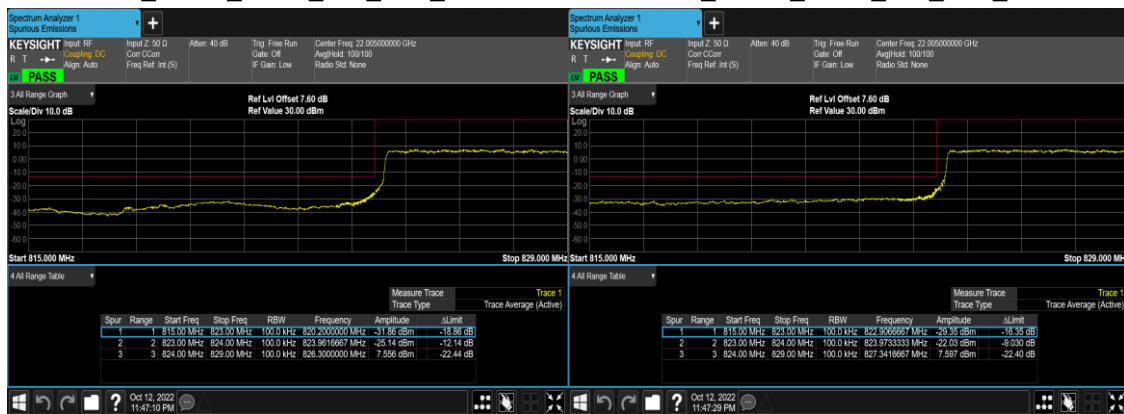 Spectrum Analyzer 1
Spurious Emissions
KEYSIGHT Input: RF Input Z: 50 Ω Atten: 40 dB Trig: Free Run Center Freq: 22.005000000 GHz
R T Coupling: DC Corr CCorr Gate: Off Avg|Hold: 100/100
Align: Auto Freq Ref: Int (S) IF Gain: Low Radio Std: None
LW PASS
3 All Range Graph
Ref Lvl Offset 7.60 dB
Scale/Div 10.0 dB Ref Value 30.00 dBm
Log
20.0
10.0
0.00
-10.0
-20.0
-30.0
-40.0
-50.0
-60.0
Start 815.000 MHz Stop 829.000 MHz
4 All Range Table
Measure Trace Trace 1
Trace Type Trace Average (Active)
Spur Range Start Freq Stop Freq RBW Frequency Amplitude ΔLimit
1 1 815.00 MHz 823.00 MHz 100.0 kHz 820.2000000 MHz -31.86 dBm -18.86 dB
2 2 823.00 MHz 824.00 MHz 100.0 kHz 823.9616667 MHz -25.14 dBm -12.14 dB
3 3 824.00 MHz 829.00 MHz 100.0 kHz 826.3000000 MHz 7.556 dBm -22.44 dB
Oct 12, 2022
11:47:10 PM
Spectrum Analyzer 1
Spurious Emissions
KEYSIGHT Input: RF Input Z: 50 Ω Atten: 40 dB Trig: Free Run Center Freq: 22.005000000 GHz
R T Coupling: DC Corr CCorr Gate: Off Avg|Hold: 100/100
Align: Auto Freq Ref: Int (S) IF Gain: Low Radio Std: None
LW PASS
3 All Range Graph
Ref Lvl Offset 7.60 dB
Scale/Div 10.0 dB Ref Value 30.00 dBm
Log
20.0
10.0
0.00
-10.0
-20.0
-30.0
-40.0
-50.0
-60.0
Start 815.000 MHz Stop 829.000 MH
4 All Range Table
Measure Trace Trace 1
Trace Type Trace Average (Active)
Spur Range Start Freq Stop Freq RBW Frequency Amplitude ΔLimit
1 1 815.00 MHz 823.00 MHz 100.0 kHz 822.9066667 MHz -29.35 dBm -16.35 dB
2 2 823.00 MHz 824.00 MHz 100.0 kHz 823.9733333 MHz -22.03 dBm -9.030 dB
3 3 824.00 MHz 829.00 MHz 100.0 kHz 827.3416667 MHz 7.597 dBm -22.40 dB
Oct 12, 2022
11:47:29 PM